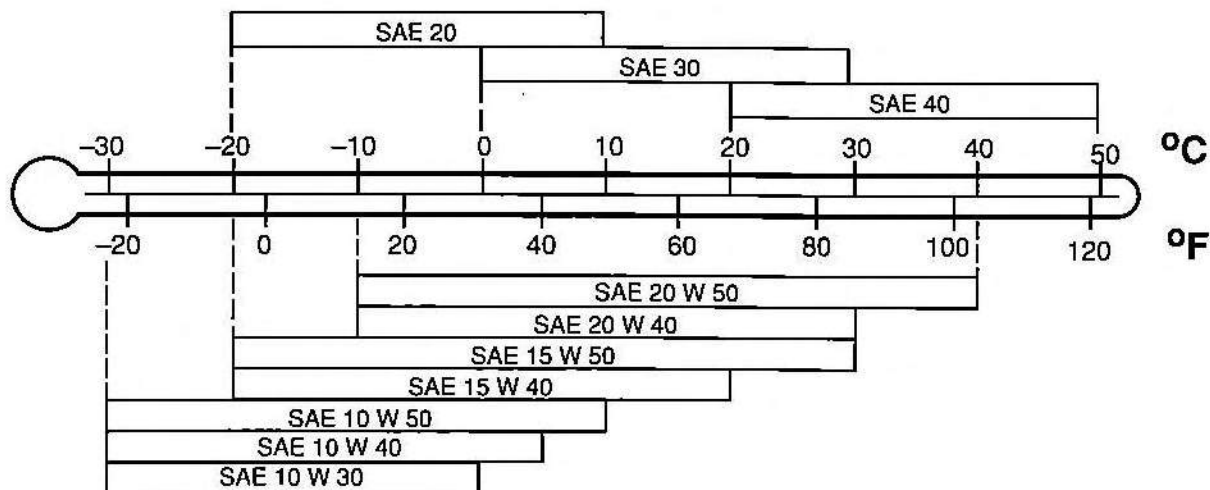 SAE 20
SAE 30
SAE 40
–30 –20 –10 0 10 20 30 40 50 °C
–20 0 20 40 60 80 100 120 °F
SAE 20 W 50
SAE 20 W 40
SAE 15 W 50
SAE 15 W 40
SAE 10 W 50
SAE 10 W 40
SAE 10 W 30